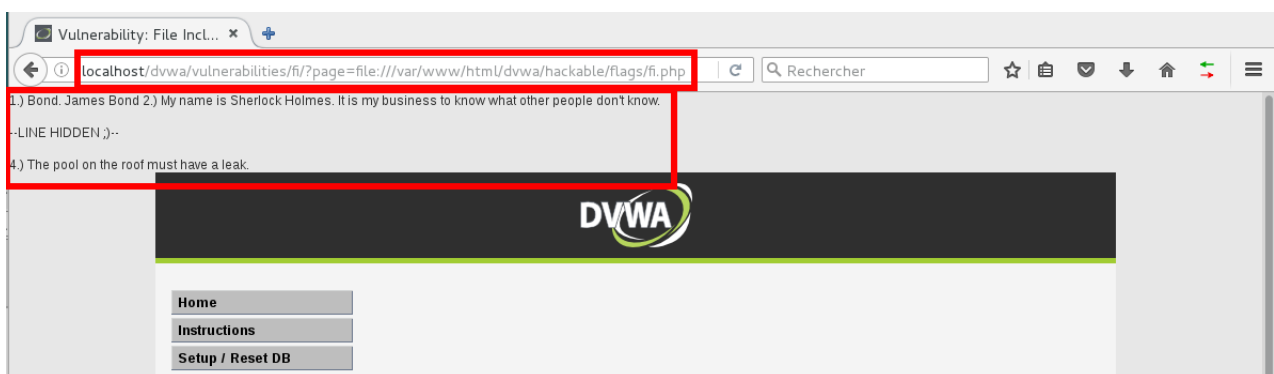 Vulnerability: File Incl...
localhost/dvwa/vulnerabilities/fi/?page=file:///var/www/html/dvwa/hackable/flags/fi.php
Rechercher
1.) Bond. James Bond 2.) My name is Sherlock Holmes. It is my business to know what other people don't know.
--LINE HIDDEN ;)--
4.) The pool on the roof must have a leak.
DVWA
Home
Instructions
Setup / Reset DB